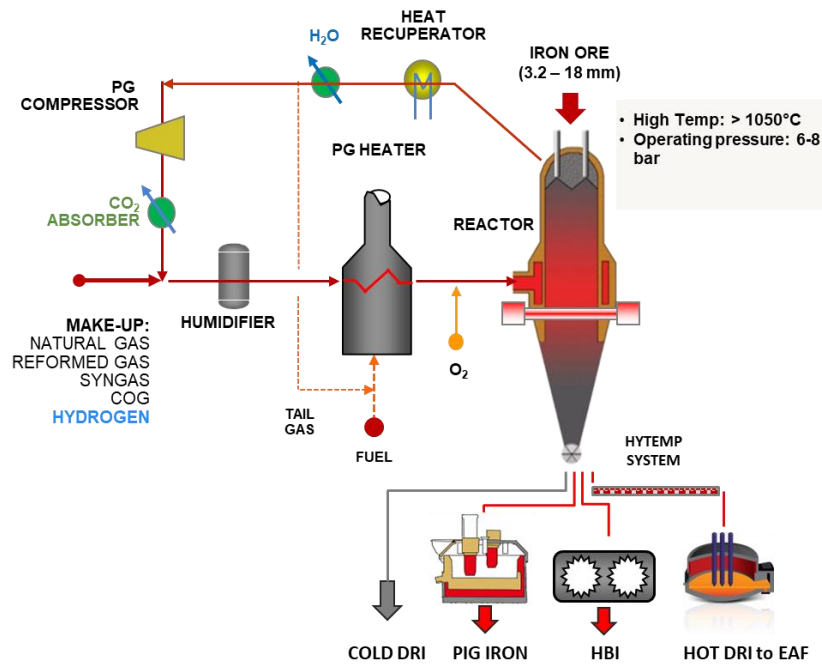 HEAT
RECUPERATOR
H₂O
IRON ORE
(3.2 – 18 mm)
PG
COMPRESSOR
• High Temp: > 1050°C
• Operating pressure: 6-8
bar
PG HEATER
CO₂
ABSORBER
REACTOR
HUMIDIFIER
MAKE-UP:
NATURAL GAS
REFORMED GAS
SYNGAS
COG
HYDROGEN
O₂
TAIL
GAS
FUEL
HYTEMP
SYSTEM
COLD DRI
PIG IRON
HBI
HOT DRI to EAF